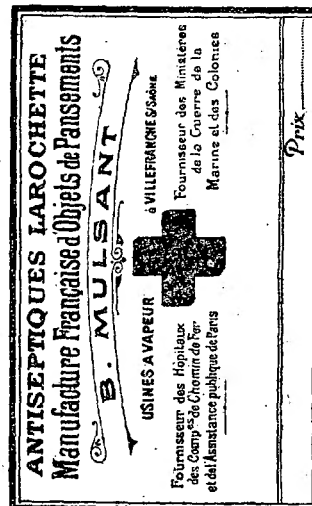 ANTISEPTIQUES LAROCHETTE
Manufacture Française d'Objets de Pansements
B. MULSANT
USINES A VAPEUR
à VILLEFRANCHE S/SAÔNE
Fournisseur des Hôpitaux
des Comp^es de Chemin de Fer
et de l'Assistance publique de Paris
Fournisseur des Ministères
de la Guerre de la
Marine et des Colonies
Prix